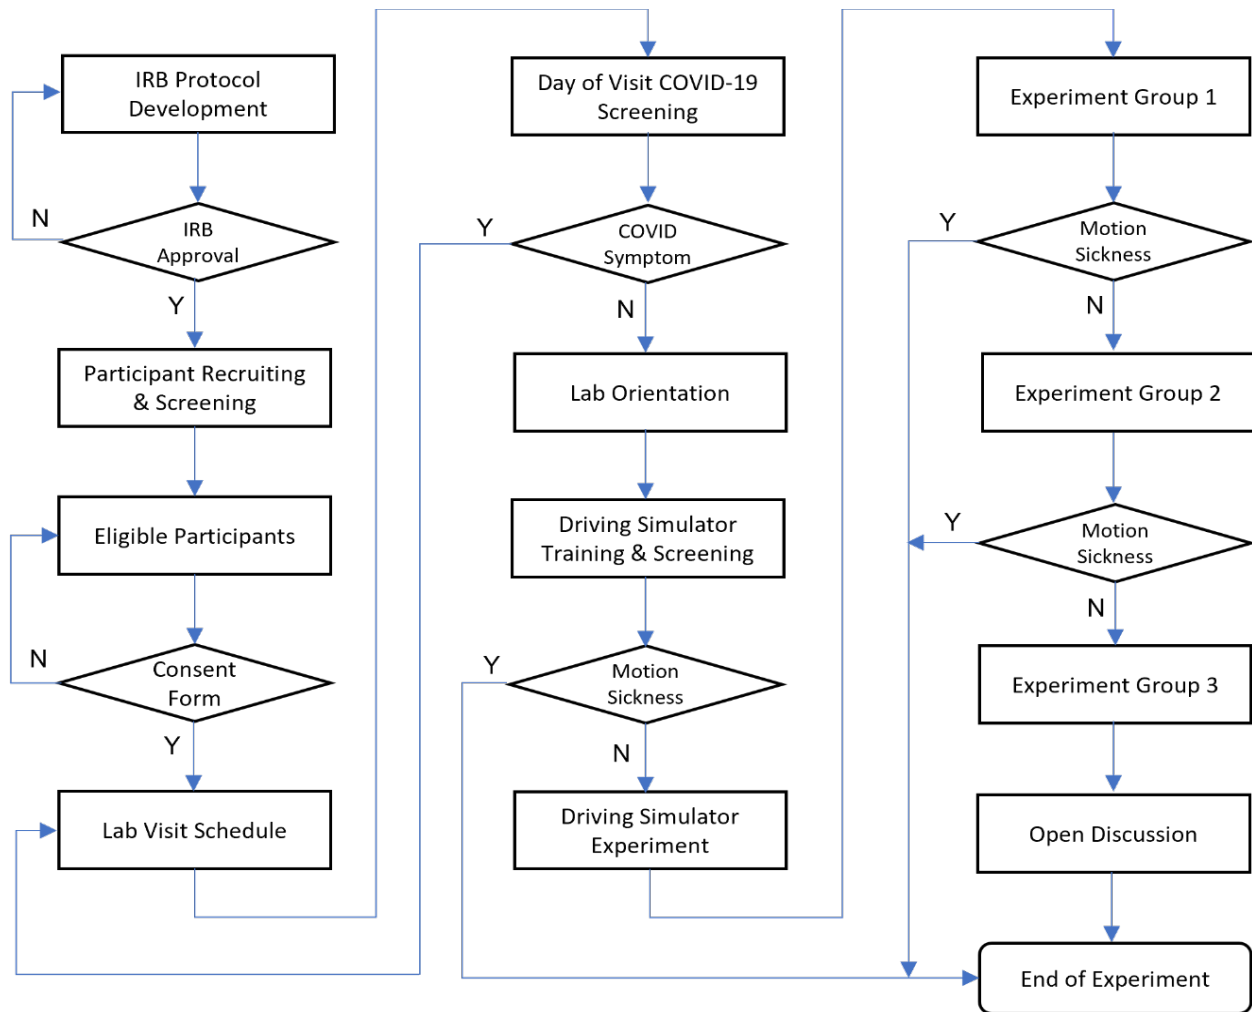 IRB Protocol
Development
N
IRB
Approval
Y
Participant Recruiting
& Screening
Eligible Participants
N
Consent
Form
Y
Lab Visit Schedule
Day of Visit COVID-19
Screening
Y
COVID
Symptom
N
Lab Orientation
Driving Simulator
Training & Screening
Y
Motion
Sickness
N
Driving Simulator
Experiment
Experiment Group 1
Y
Motion
Sickness
N
Experiment Group 2
Y
Motion
Sickness
N
Experiment Group 3
Open Discussion
End of Experiment